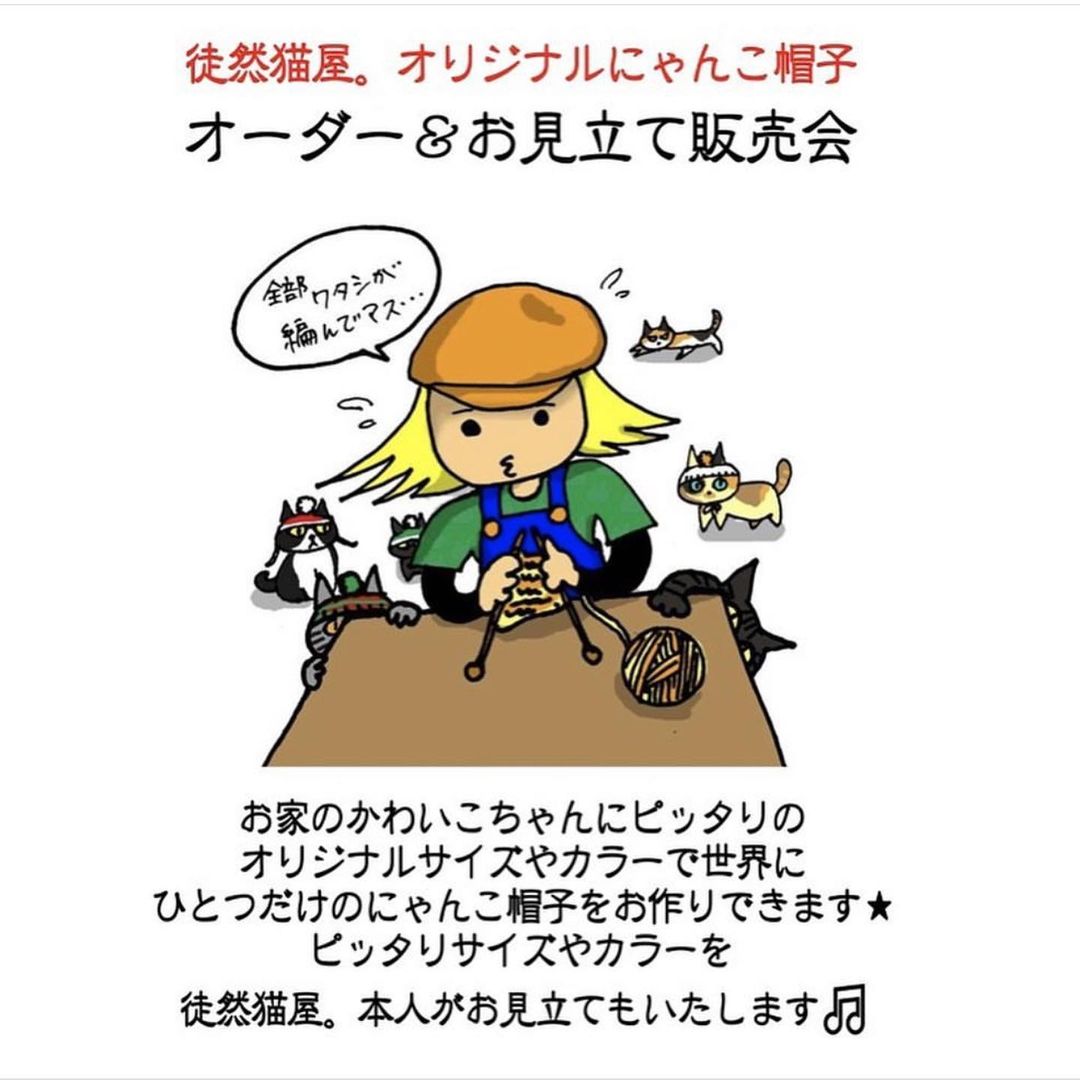 徒然猫屋。オリジナルにゃんこ帽子
オーダー&お見立て販売会
全部ワタシが
編んでマス…
お家のかわいこちゃんにピッタリの
オリジナルサイズやカラーで世界に
ひとつだけのにゃんこ帽子をお作りできます★
ピッタリサイズやカラーを
徒然猫屋。本人がお見立てもいたします♫